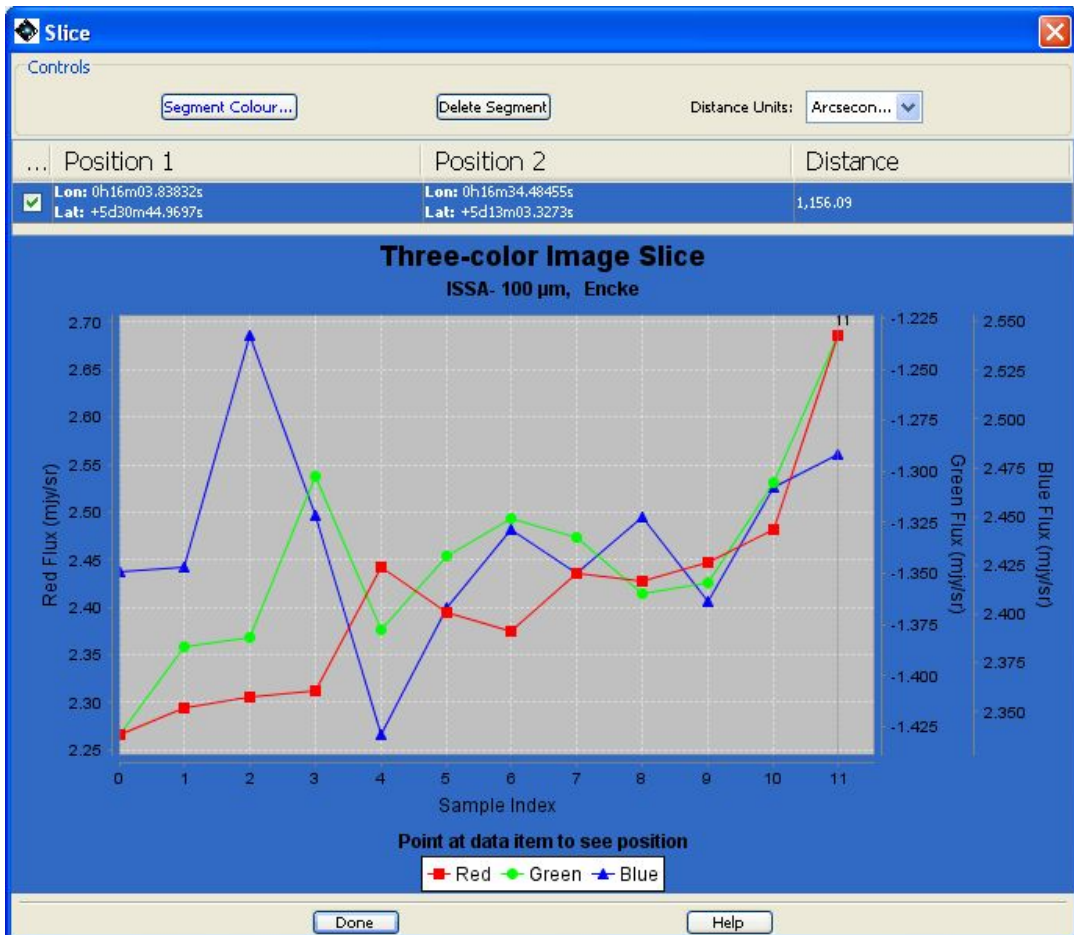 Slice
Controls
Segment Colour...
Delete Segment
Distance Units:
Arcsecon...
... Position 1 Position 2 Distance
Lon: 0h16m03.83832s Lon: 0h16m34.48455s
Lat: +5d30m44.9697s Lat: +5d13m03.3273s
1,156.09
Three-color Image Slice
ISSA- 100 µm, Encke
Red Flux (mjy/sr)
2.70
2.65
2.60
2.55
2.50
2.45
2.40
2.35
2.30
2.25
11
-1.225
-1.250
-1.275
-1.300
-1.325
-1.350
-1.375
-1.400
-1.425
Green Flux (mjy/sr)
2.550
2.525
2.500
2.475
2.450
2.425
2.400
2.375
2.350
Blue Flux (mjy/sr)
0 1 2 3 4 5 6 7 8 9 10 11
Sample Index
Point at data item to see position
Red Green Blue
Done Help